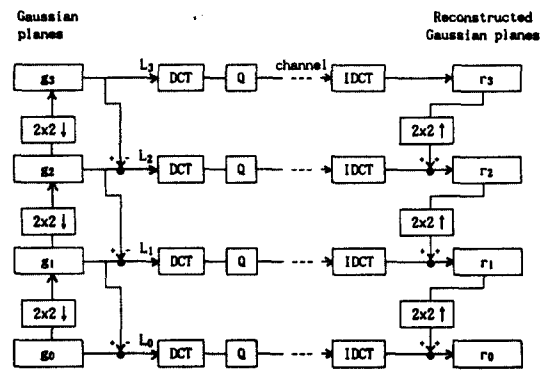 Gaussian planes
Reconstructed Gaussian planes
g3 L3 DCT Q channel IDCT r3
2x2↓ 2x2↑
+ - + +
g2 L2 DCT Q IDCT r2
2x2↓ 2x2↑
+ - + +
g1 L1 DCT Q IDCT r1
2x2↓ 2x2↑
+ - + +
g0 L0 DCT Q IDCT r0